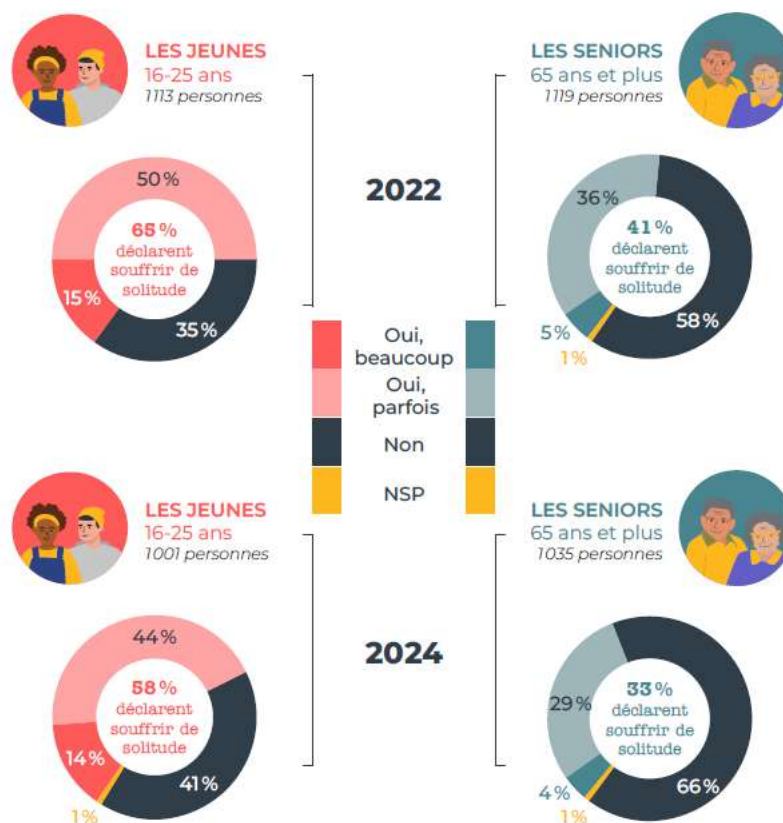 LES JEUNES
16-25 ans
1113 personnes
LES SENIORS
65 ans et plus
1119 personnes
2022
50 %
65 %
déclarent
souffrir de
solitude
15 %
35 %
36 %
41 %
déclarent
souffrir de
solitude
5 %
58 %
1 %
Oui,
beaucoup
Oui,
parfois
Non
NSP
LES JEUNES
16-25 ans
1001 personnes
LES SENIORS
65 ans et plus
1035 personnes
2024
44 %
58 %
déclarent
souffrir de
solitude
14 %
41 %
1 %
29 %
33 %
déclarent
souffrir de
solitude
4 %
66 %
1 %